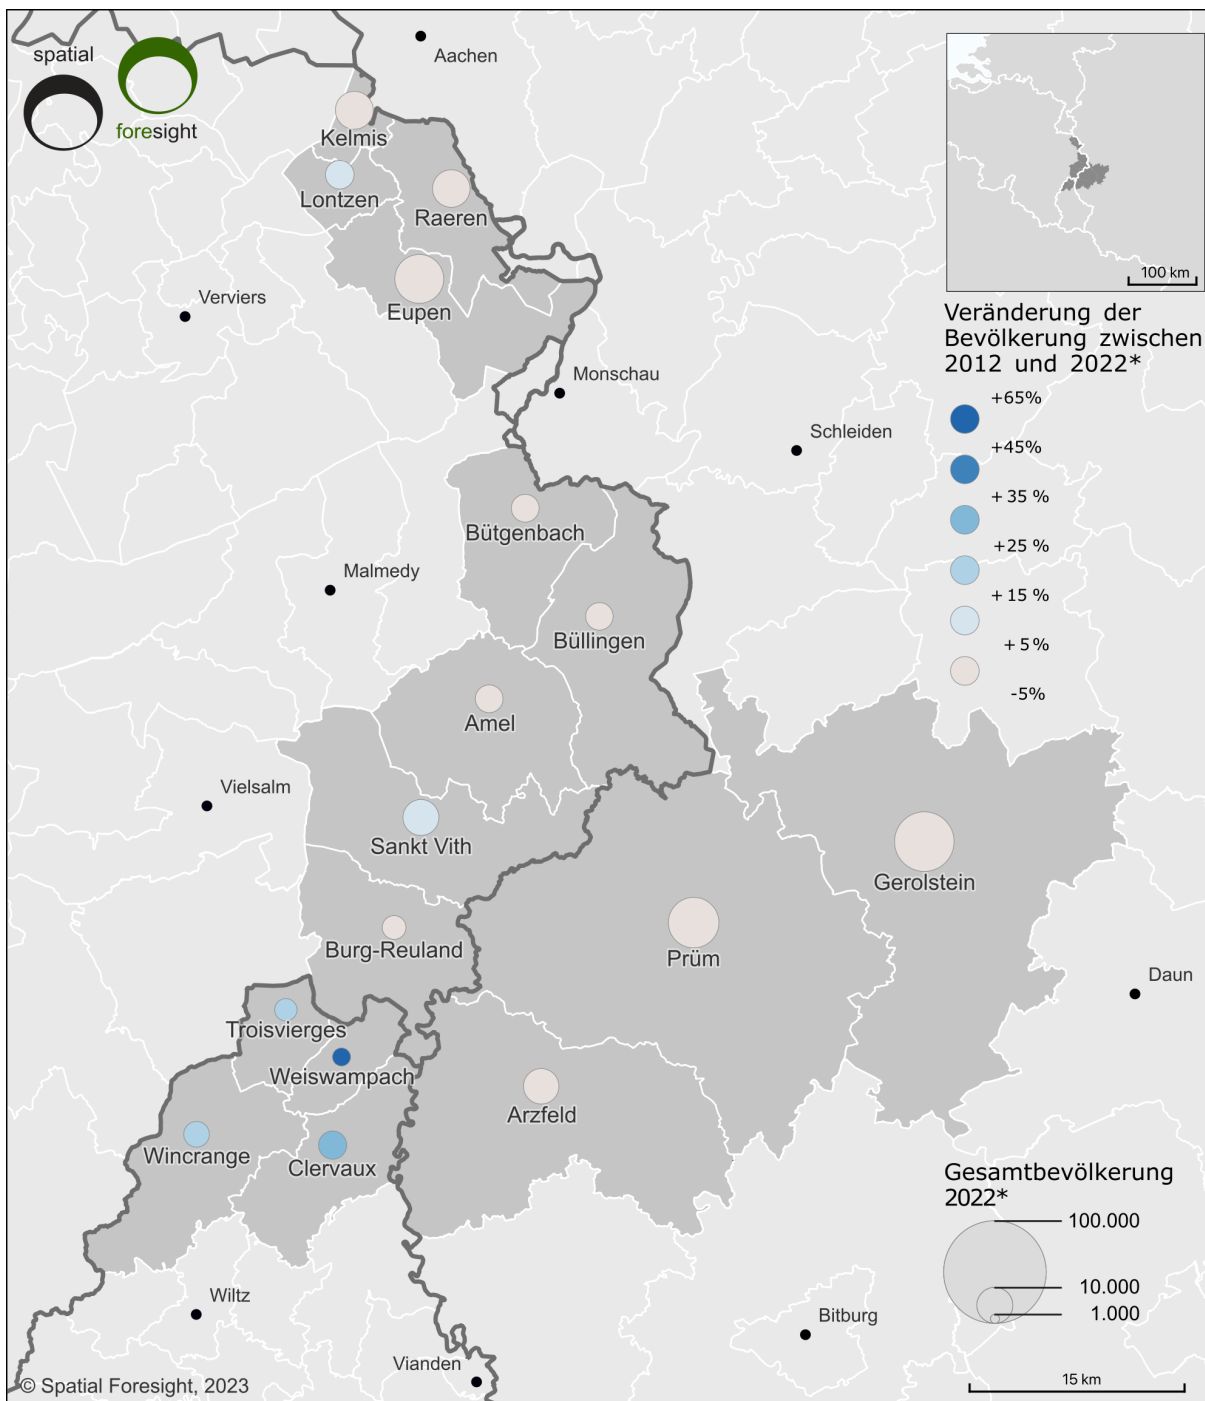 spatial
foresight
Aachen
Kelmis
Lontzen
Raeren
Eupen
Verviers
Monschau
Schleiden
Bütgenbach
Malmedy
Büllingen
Amel
Vielsalm
Sankt Vith
Gerolstein
Burg-Reuland
Prüm
Daun
Troisvierges
Weiswampach
Arzfeld
Wincrange
Clervaux
Wiltz
Vianden
Bitburg
© Spatial Foresight, 2023
100 km
Veränderung der
Bevölkerung zwischen
2012 und 2022*
+65%
+45%
+35 %
+25 %
+ 15 %
+ 5 %
-5%
Gesamtbevölkerung
2022*
100.000
10.000
1.000
15 km